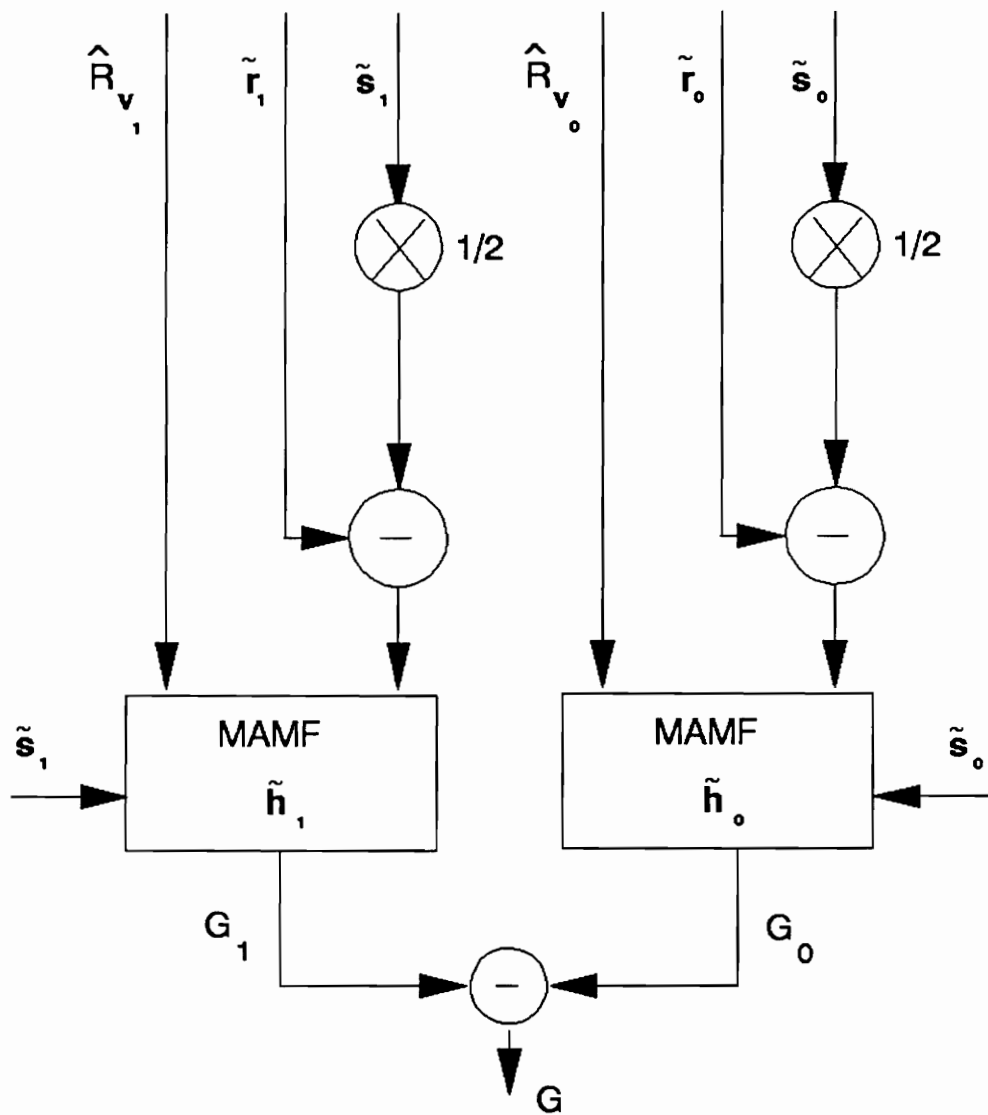 R̂ᵥ₁ r̃₁ s̃₁ R̂ᵥ₀ r̃₀ s̃₀
1/2 1/2
− −
MAMF MAMF
s̃₁ h̃₁ h̃₀ s̃₀
G₁ − G₀
G